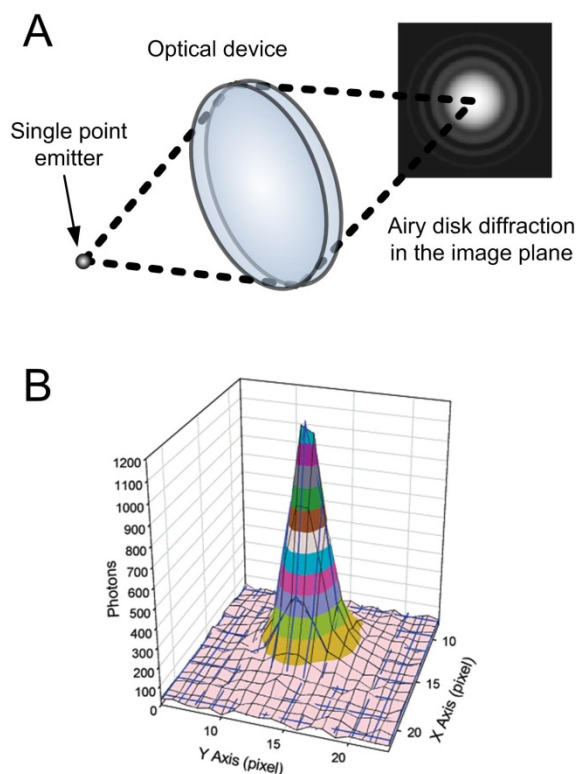 A
Optical device
Single point
emitter
Airy disk diffraction
in the image plane
B
1200
1100
1000
900
800
700
600
500
400
300
200
100
0
Photons
10
15
20
Y Axis (pixel)
10
15
20
X Axis (pixel)